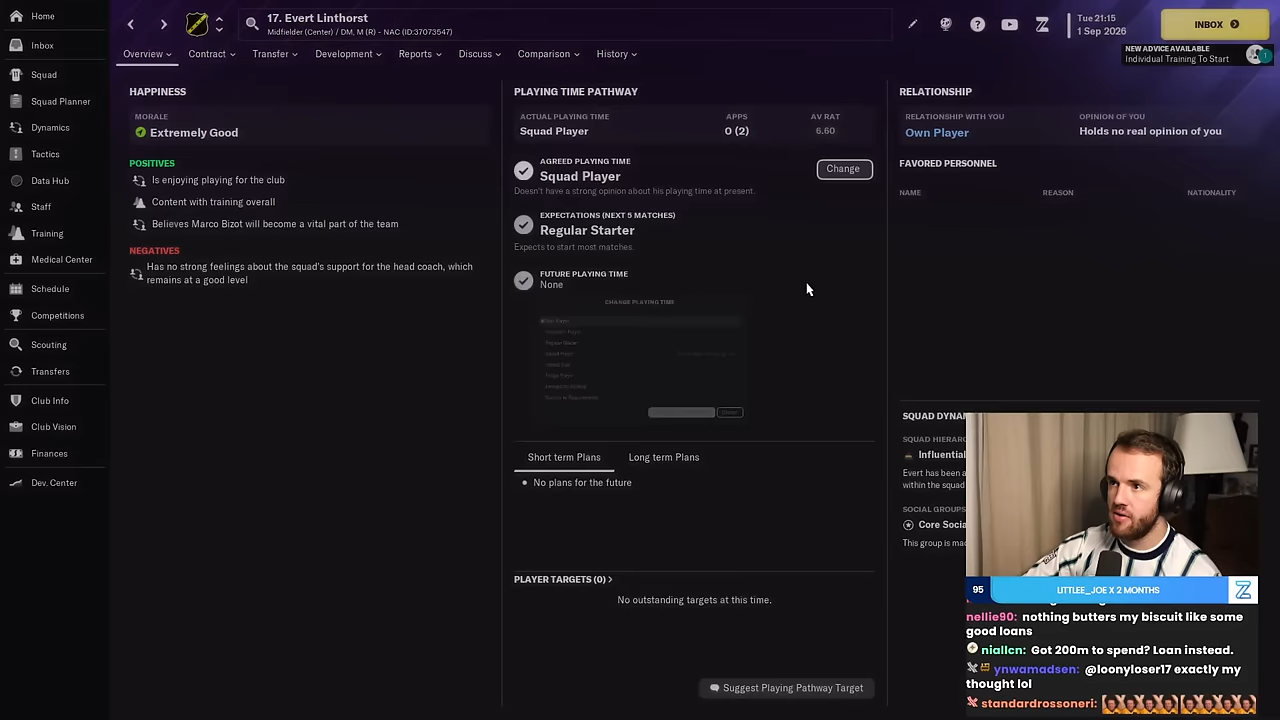 Home
Inbox
Squad
Squad Planner
Dynamics
Tactics
Data Hub
Staff
Training
Medical Center
Schedule
Competitions
Scouting
Transfers
Club Info
Club Vision
Finances
Dev. Center
17. Evert Linthorst
Midfielder (Center) / DM, M (R) - NAC (ID:37073547)
Tue 21:15
1 Sep 2026
INBOX
NEW ADVICE AVAILABLE
Individual Training To Start
1
Overview
Contract
Transfer
Development
Reports
Discuss
Comparison
History
HAPPINESS
MORALE
Extremely Good
POSITIVES
Is enjoying playing for the club
Content with training overall
Believes Marco Bizot will become a vital part of the team
NEGATIVES
Has no strong feelings about the squad's support for the head coach, which
remains at a good level
PLAYING TIME PATHWAY
ACTUAL PLAYING TIME APPS AV RAT
Squad Player 0 (2) 6.60
AGREED PLAYING TIME
Squad Player
Change
Doesn't have a strong opinion about his playing time at present.
EXPECTATIONS (NEXT 5 MATCHES)
Regular Starter
Expects to start most matches.
FUTURE PLAYING TIME
None
CHANGE PLAYING TIME
Short term Plans
Long term Plans
No plans for the future
PLAYER TARGETS (0)
No outstanding targets at this time.
Suggest Playing Pathway Target
RELATIONSHIP
RELATIONSHIP WITH YOU OPINION OF YOU
Own Player Holds no real opinion of you
FAVORED PERSONNEL
NAME REASON NATIONALITY
SQUAD DYNA
SQUAD HIERAR
Influential
Evert has been a
within the squad
SOCIAL GROUPS
Core Socia
This group is mad
95 LITTLEE_JOE X 2 MONTHS
nellie90: nothing butters my biscuit like some
good loans
niallcn: Got 200m to spend? Loan instead.
ynwamadsen: @loonyloser17 exactly my
thought lol
standardrossoneri: